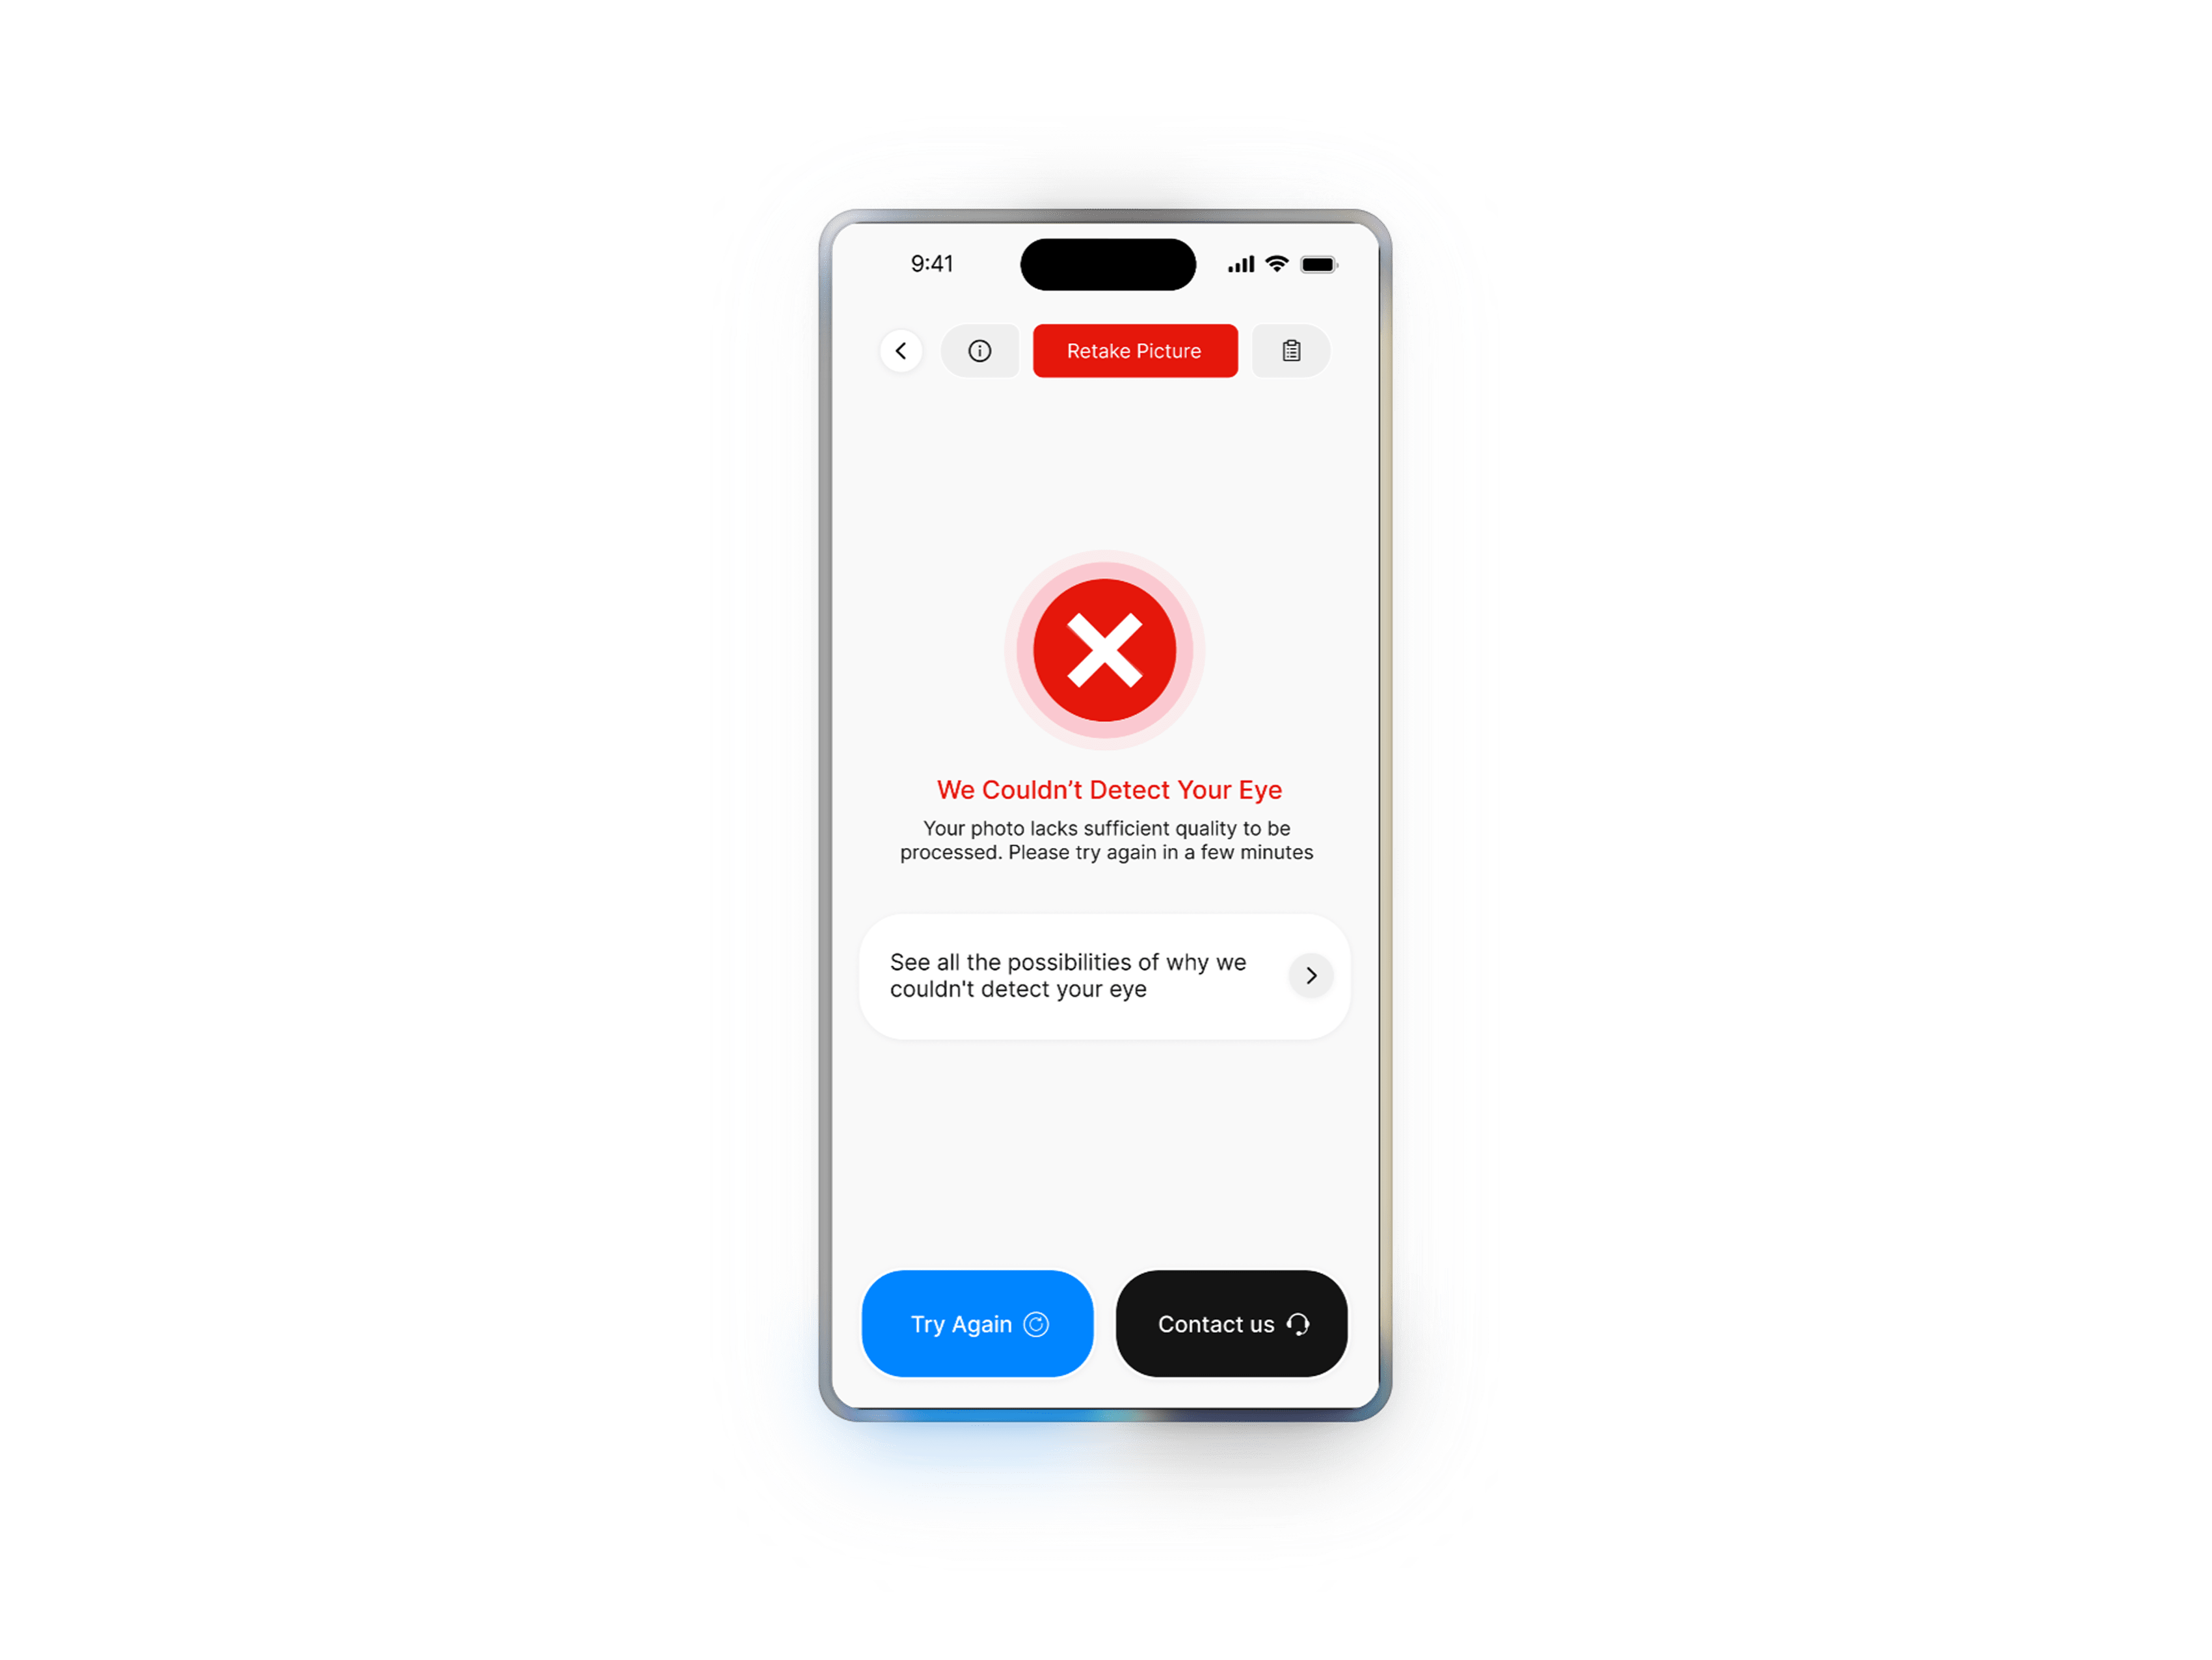 9:41
Retake Picture
We Couldn’t Detect Your Eye
Your photo lacks sufficient quality to be
processed. Please try again in a few minutes
See all the possibilities of why we
couldn't detect your eye
Try Again
Contact us